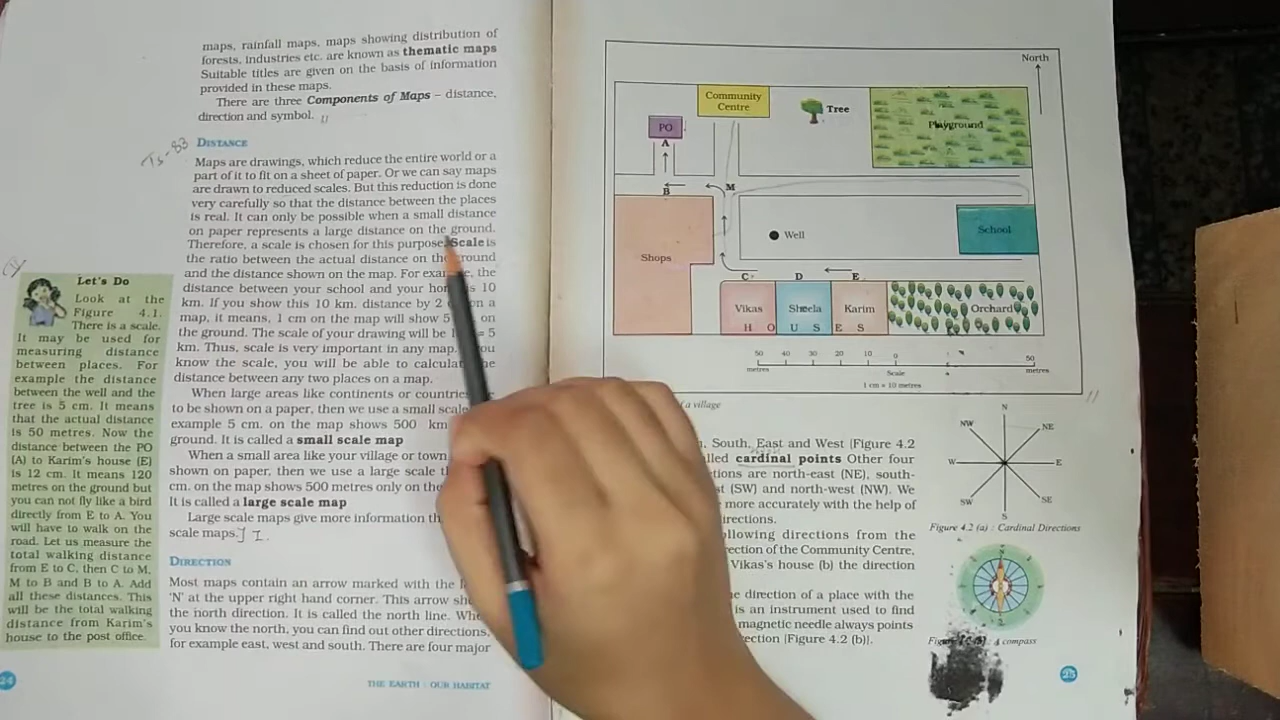 maps, rainfall maps, maps showing distribution of
forests, industries etc. are known as thematic maps
Suitable titles are given on the basis of information
provided in these maps.
There are three Components of Maps – distance,
direction and symbol.
Ts-83
DISTANCE
Maps are drawings, which reduce the entire world or a
part of it to fit on a sheet of paper. Or we can say maps
are drawn to reduced scales. But this reduction is done
very carefully so that the distance between the places
is real. It can only be possible when a small distance
on paper represents a large distance on the ground.
Therefore, a scale is chosen for this purpose. Scale is
the ratio between the actual distance on the ground
and the distance shown on the map. For example, the
distance between your school and your home is 10
km. If you show this 10 km. distance by 2 on a
map, it means, 1 cm on the map will show 5 on
the ground. The scale of your drawing will be 1 = 5
km. Thus, scale is very important in any map. you
know the scale, you will be able to calculate the
distance between any two places on a map.
When large areas like continents or countries
to be shown on a paper, then we use a small scale
example 5 cm. on the map shows 500 km
ground. It is called a small scale map
When a small area like your village or town
shown on paper, then we use a large scale
cm. on the map shows 500 metres only on the
It is called a large scale map
Large scale maps give more information
scale maps.
DIRECTION
Most maps contain an arrow marked with the
'N' at the upper right hand corner. This arrow
the north direction. It is called the north line.
you know the north, you can find out other directions,
for example east, west and south. There are four major
Let's Do
Look at the
Figure 4.1.
There is a scale.
It may be used for
measuring distance
between places. For
example the distance
between the well and the
tree is 5 cm. It means
that the actual distance
is 50 metres. Now the
distance between the PO
(A) to Karim's house (E)
is 12 cm. It means 120
metres on the ground but
you can not fly like a bird
directly from E to A. You
will have to walk on the
road. Let us measure the
total walking distance
from E to C, then C to M,
M to B and B to A. Add
all these distances. This
will be the total walking
distance from Karim's
house to the post office.
24
THE EARTH : OUR HABITAT
North
Community
Centre
Tree
Playground
PO
A
B
M
Shops
Well
School
C
D
E
Vikas
Sheela
Karim
Orchard
H O U S E S
50 40 30 20 10 0 50
metres
metres
Scale
1 cm = 10 metres
of a village
South, East and West [Figure 4.2
called cardinal points Other four
are north-east (NE), south-
(SW) and north-west (NW). We
more accurately with the help of
directions.
following directions from the
direction of the Community Centre,
Vikas's house (b) the direction
direction of a place with the
is an instrument used to find
magnetic needle always points
direction [Figure 4.2 (b)].
N
NW
NE
W
E
SW
SE
S
Figure 4.2 (a) : Cardinal Directions
A compass
25